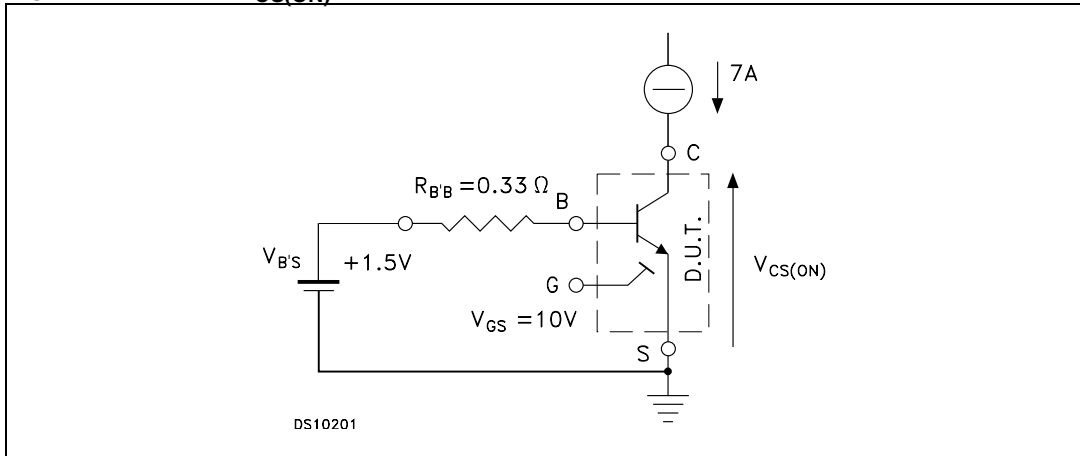 CS(ON)
7A
C
R_B'B =0.33 Ω
B
V_B'S
+1.5V
D.U.T.
V_CS(ON)
G
V_GS =10V
S
DS10201